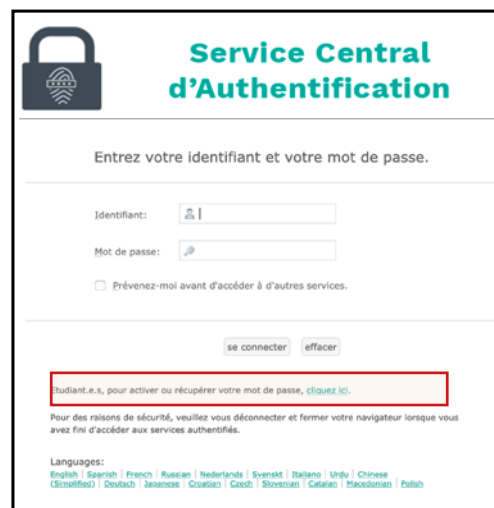 Service Central
d’Authentification
Entrez votre identifiant et votre mot de passe.
Identifiant:
Mot de passe:
Prévenez-moi avant d'accéder à d'autres services.
se connecter effacer
Etudiant.e.s, pour activer ou récupérer votre mot de passe, cliquez ici.
Pour des raisons de sécurité, veuillez vous déconnecter et fermer votre navigateur lorsque vous
avez fini d'accéder aux services authentifiés.
Languages:
English | Spanish | French | Russian | Nederlands | Svenskt | Italiano | Urdu | Chinese
(Simplified) | Deutsch | Japanese | Croatian | Czech | Slovenian | Catalan | Macedonian | Polish